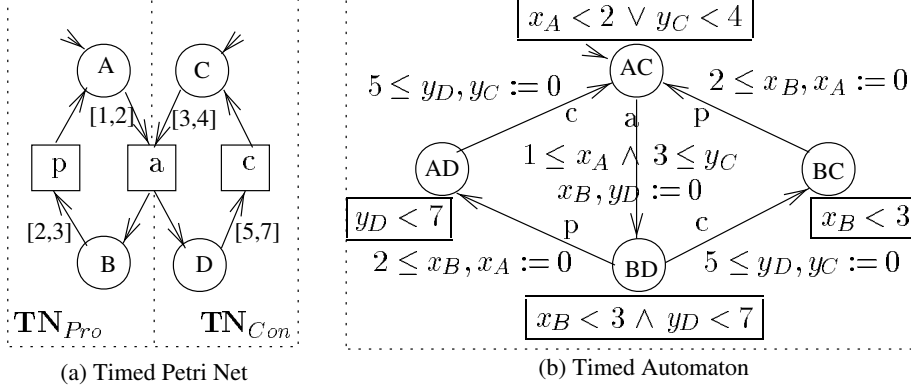 A
C
[1,2]
[3,4]
p
a
c
[2,3]
[5,7]
B
D
TN_Pro
TN_Con
(a) Timed Petri Net
x_A < 2 ∨ y_C < 4
AC
5 ≤ y_D, y_C := 0
2 ≤ x_B, x_A := 0
c
a
p
1 ≤ x_A ∧ 3 ≤ y_C
x_B, y_D := 0
AD
BC
y_D < 7
x_B < 3
p
c
BD
2 ≤ x_B, x_A := 0
5 ≤ y_D, y_C := 0
x_B < 3 ∧ y_D < 7
(b) Timed Automaton